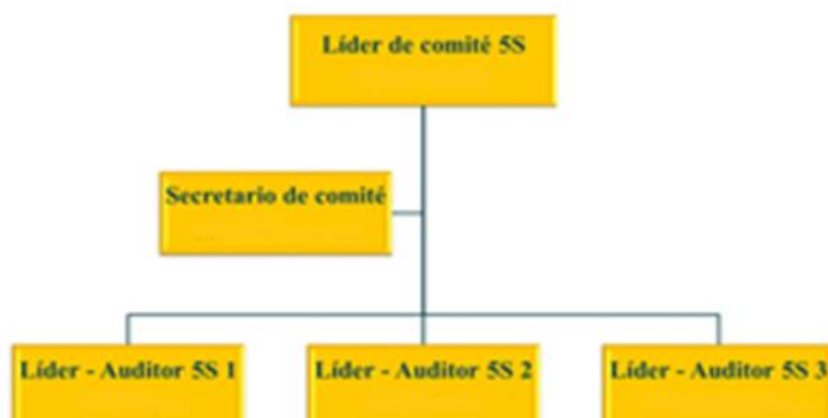 Líder de comité 5S
Secretario de comité
Líder - Auditor 5S 1
Líder - Auditor 5S 2
Líder - Auditor 5S 3